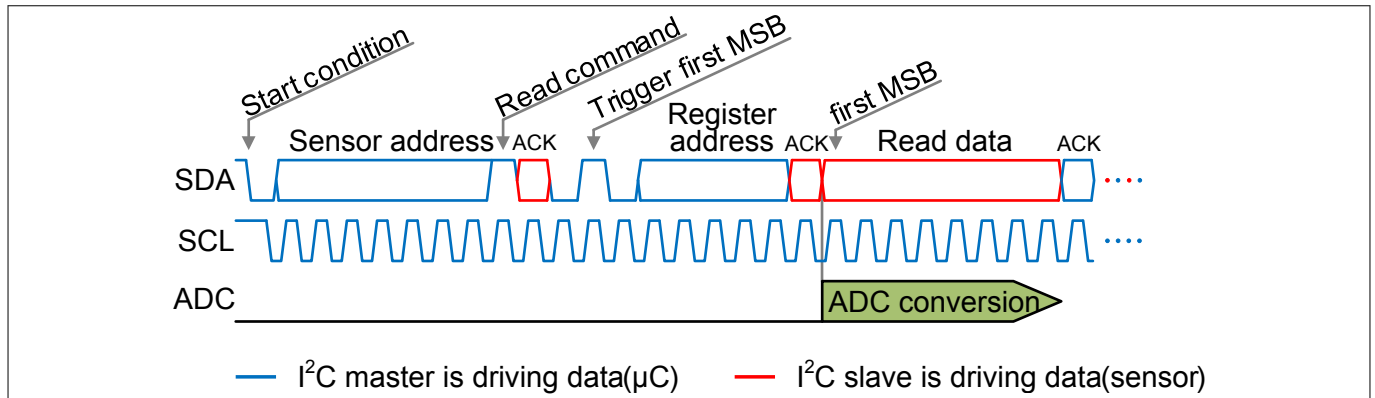 Start condition
Read command
Trigger first MSB
first MSB
Sensor address
ACK
Register
address
ACK
Read data
ACK
SDA
SCL
ADC
ADC conversion
I²C master is driving data(µC)
I²C slave is driving data(sensor)